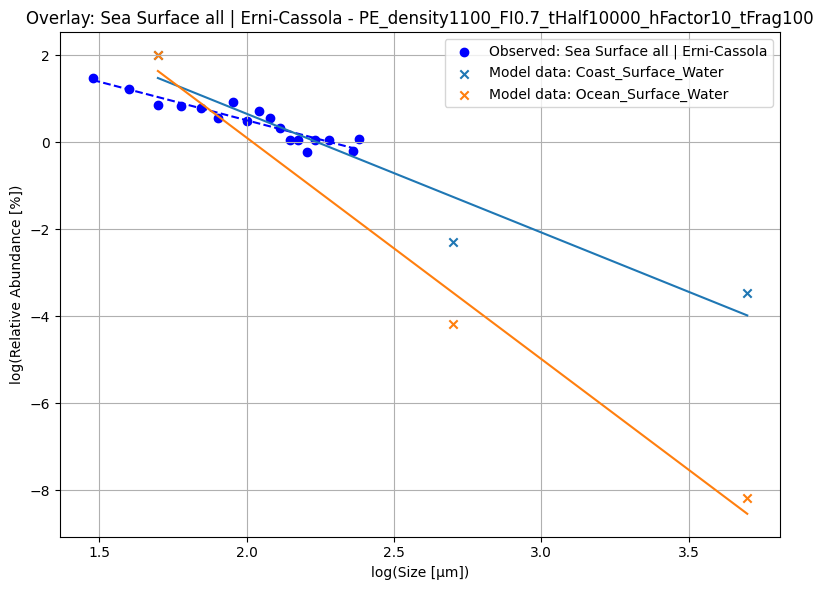 Overlay: Sea Surface all | Erni-Cassola - PE_density1100_FI0.7_tHalf10000_hFactor10_tFrag100
Observed: Sea Surface all | Erni-Cassola
Model data: Coast_Surface_Water
Model data: Ocean_Surface_Water
log(Relative Abundance [%])
2
0
−2
−4
−6
−8
1.5 2.0 2.5 3.0 3.5
log(Size [μm])